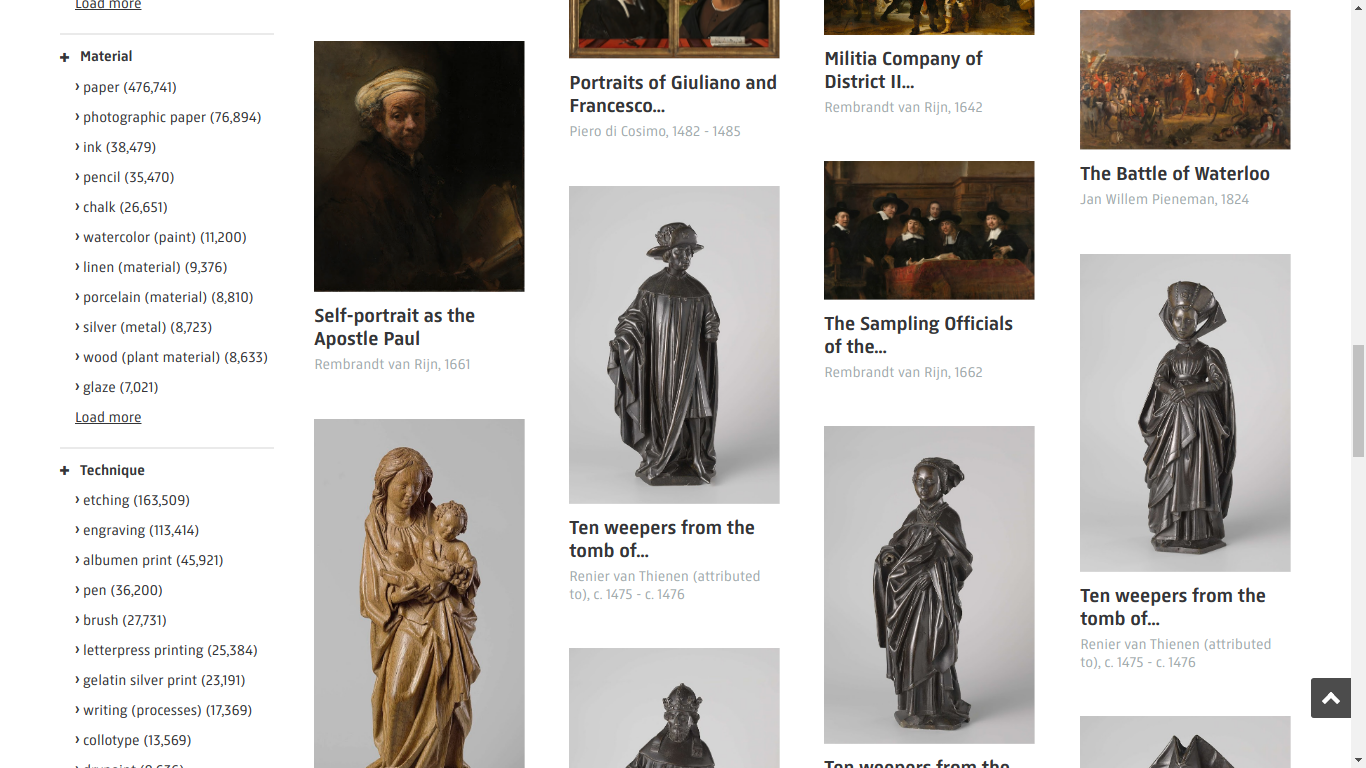 Load more
Material
paper (476,741)
photographic paper (76,894)
ink (38,479)
pencil (35,470)
chalk (26,651)
watercolor (paint) (11,200)
linen (material) (9,376)
porcelain (material) (8,810)
silver (metal) (8,723)
wood (plant material) (8,633)
glaze (7,021)
Load more
Technique
etching (163,509)
engraving (113,414)
albumen print (45,921)
pen (36,200)
brush (27,731)
letterpress printing (25,384)
gelatin silver print (23,191)
writing (processes) (17,369)
collotype (13,569)
Self-portrait as the
Apostle Paul
Rembrandt van Rijn, 1661
Portraits of Giuliano and
Francesco...
Piero di Cosimo, 1482 - 1485
Ten weepers from the
tomb of...
Renier van Thienen (attributed
to), c. 1475 - c. 1476
Militia Company of
District II...
Rembrandt van Rijn, 1642
The Sampling Officials
of the...
Rembrandt van Rijn, 1662
Ten weepers from the
The Battle of Waterloo
Jan Willem Pieneman, 1824
Ten weepers from the
tomb of...
Renier van Thienen (attributed
to), c. 1475 - c. 1476